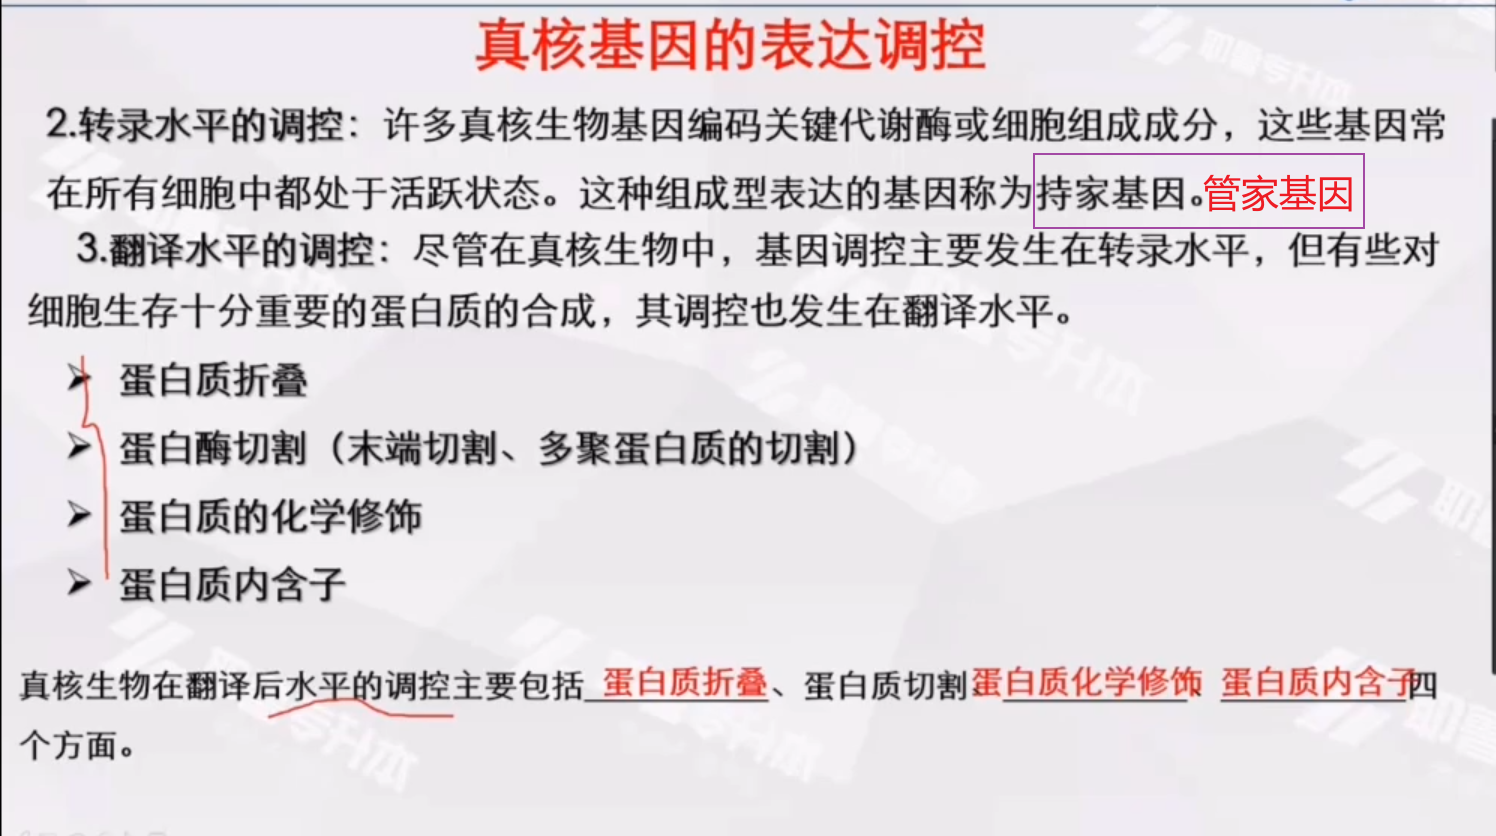 真核基因的表达调控
2.转录水平的调控：许多真核生物基因编码关键代谢酶或细胞组成成分，这些基因常
在所有细胞中都处于活跃状态。这种组成型表达的基因称为持家基因。管家基因
3.翻译水平的调控：尽管在真核生物中，基因调控主要发生在转录水平，但有些对
细胞生存十分重要的蛋白质的合成，其调控也发生在翻译水平。
➢ 蛋白质折叠
➢ 蛋白酶切割（末端切割、多聚蛋白质的切割）
➢ 蛋白质的化学修饰
➢ 蛋白质内含子
真核生物在翻译后水平的调控主要包括 蛋白质折叠、蛋白质切割、蛋白质化学修饰、蛋白质内含子四
个方面。